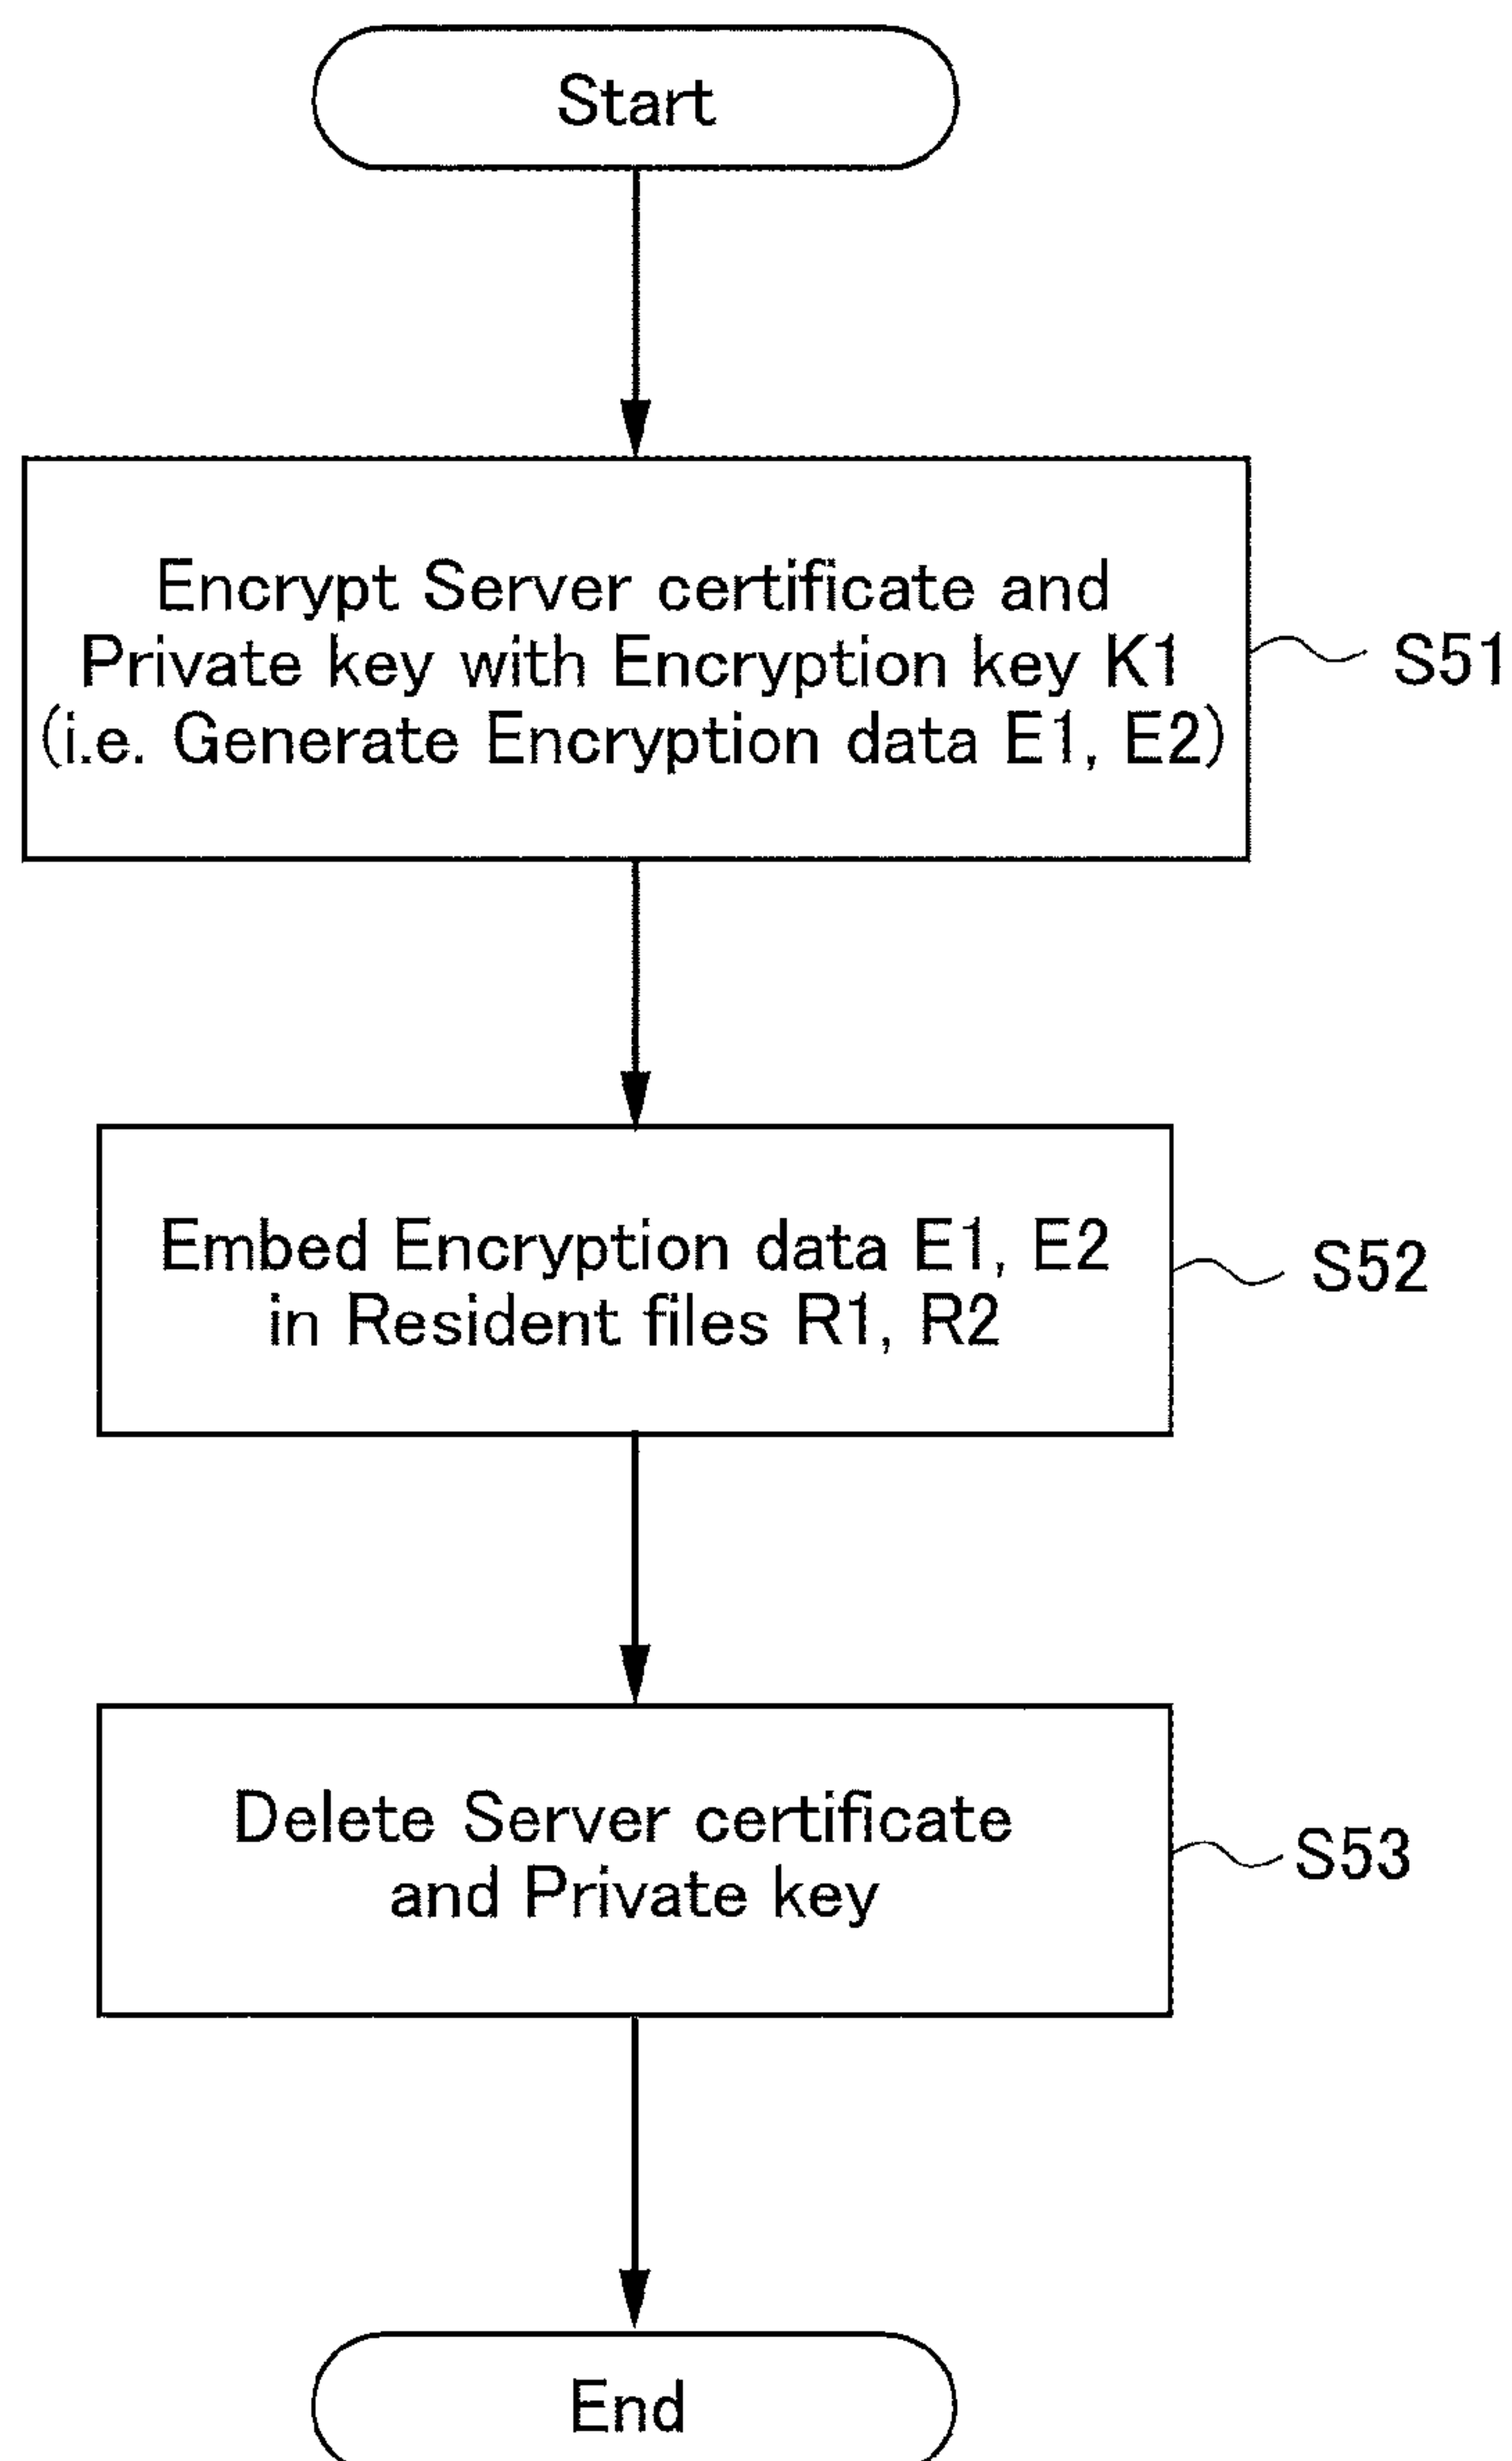 Start
Encrypt Server certificate and
Private key with Encryption key K1
(i.e. Generate Encryption data E1, E2)
S51
Embed Encryption data E1, E2
in Resident files R1, R2
S52
Delete Server certificate
and Private key
S53
End